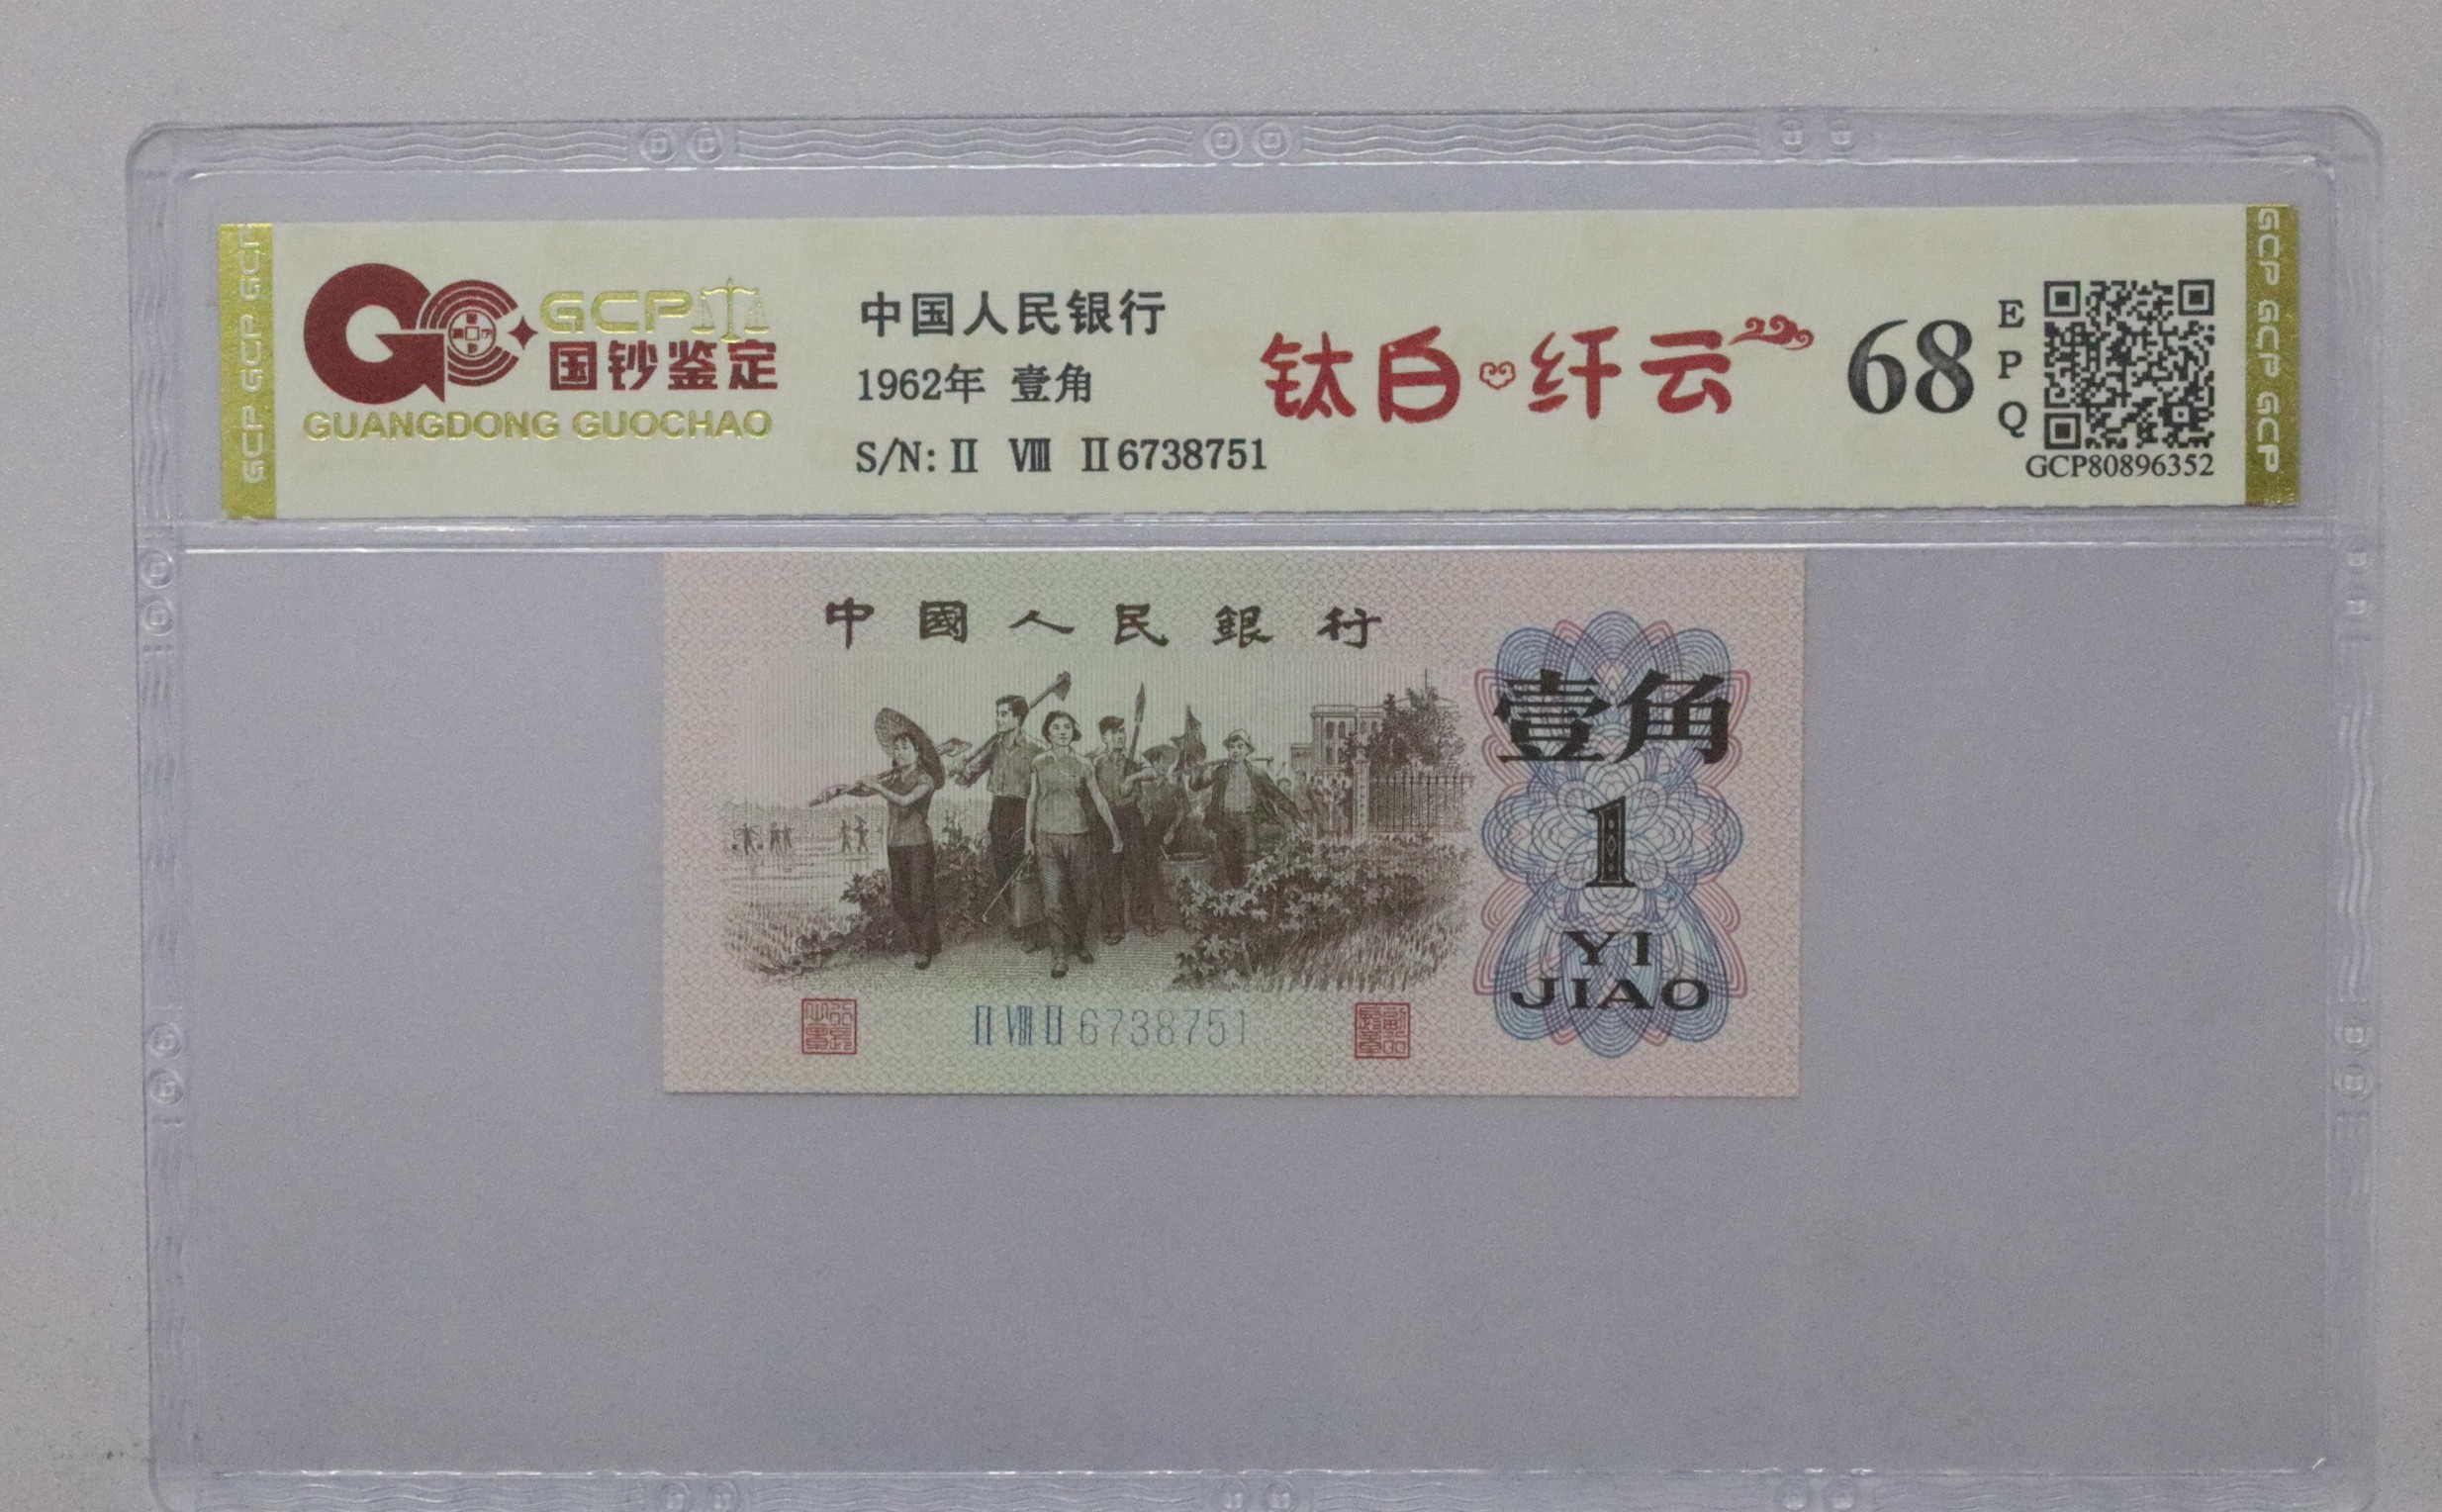 GCP
国钞鉴定
GUANGDONG GUOCHAO
中国人民银行
1962年 壹角
S/N: Ⅱ Ⅷ Ⅱ6738751
钛白 纤云
68
EPQ
GCP80896352
GCP GCP GCP
GCP GCP GCP
中國人民銀行
壹角
1
YI
JIAO
Ⅱ Ⅷ Ⅱ 6738751